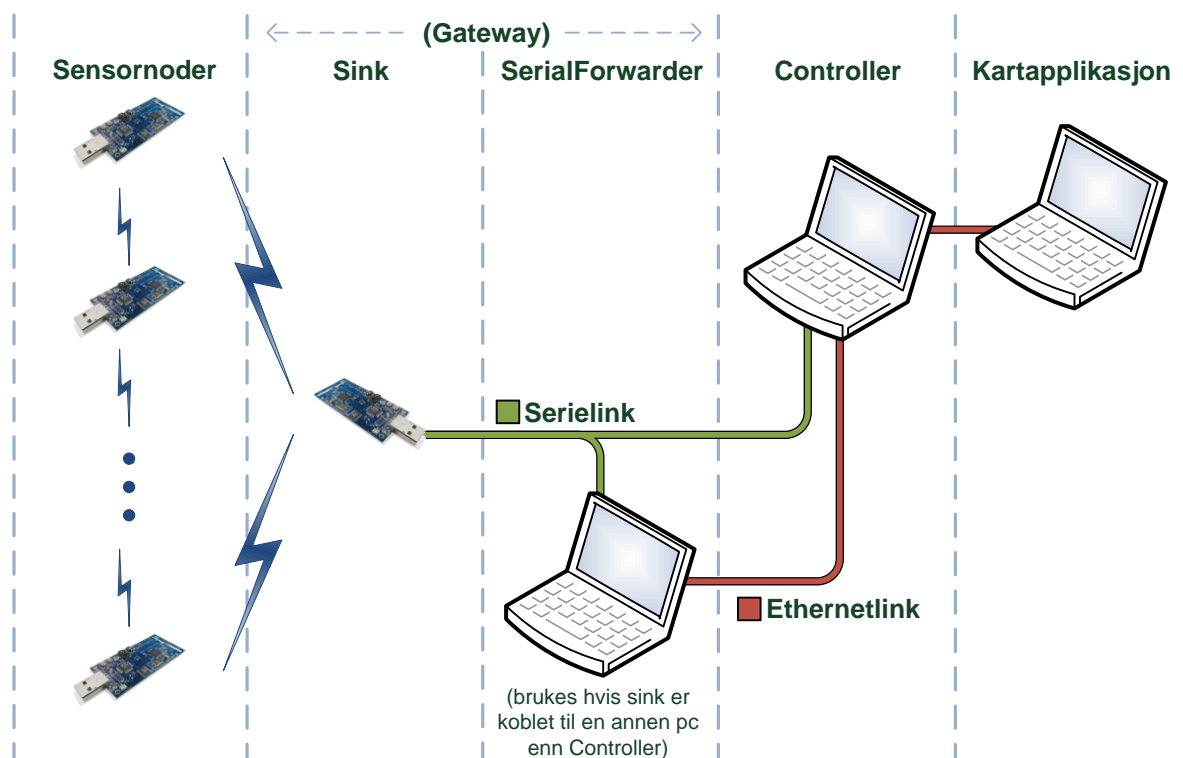 (Gateway)
Sensornoder
Sink
SerialForwarder
Controller
Kartapplikasjon
Serielink
Ethernetlink
(brukes hvis sink er
koblet til en annen pc
enn Controller)